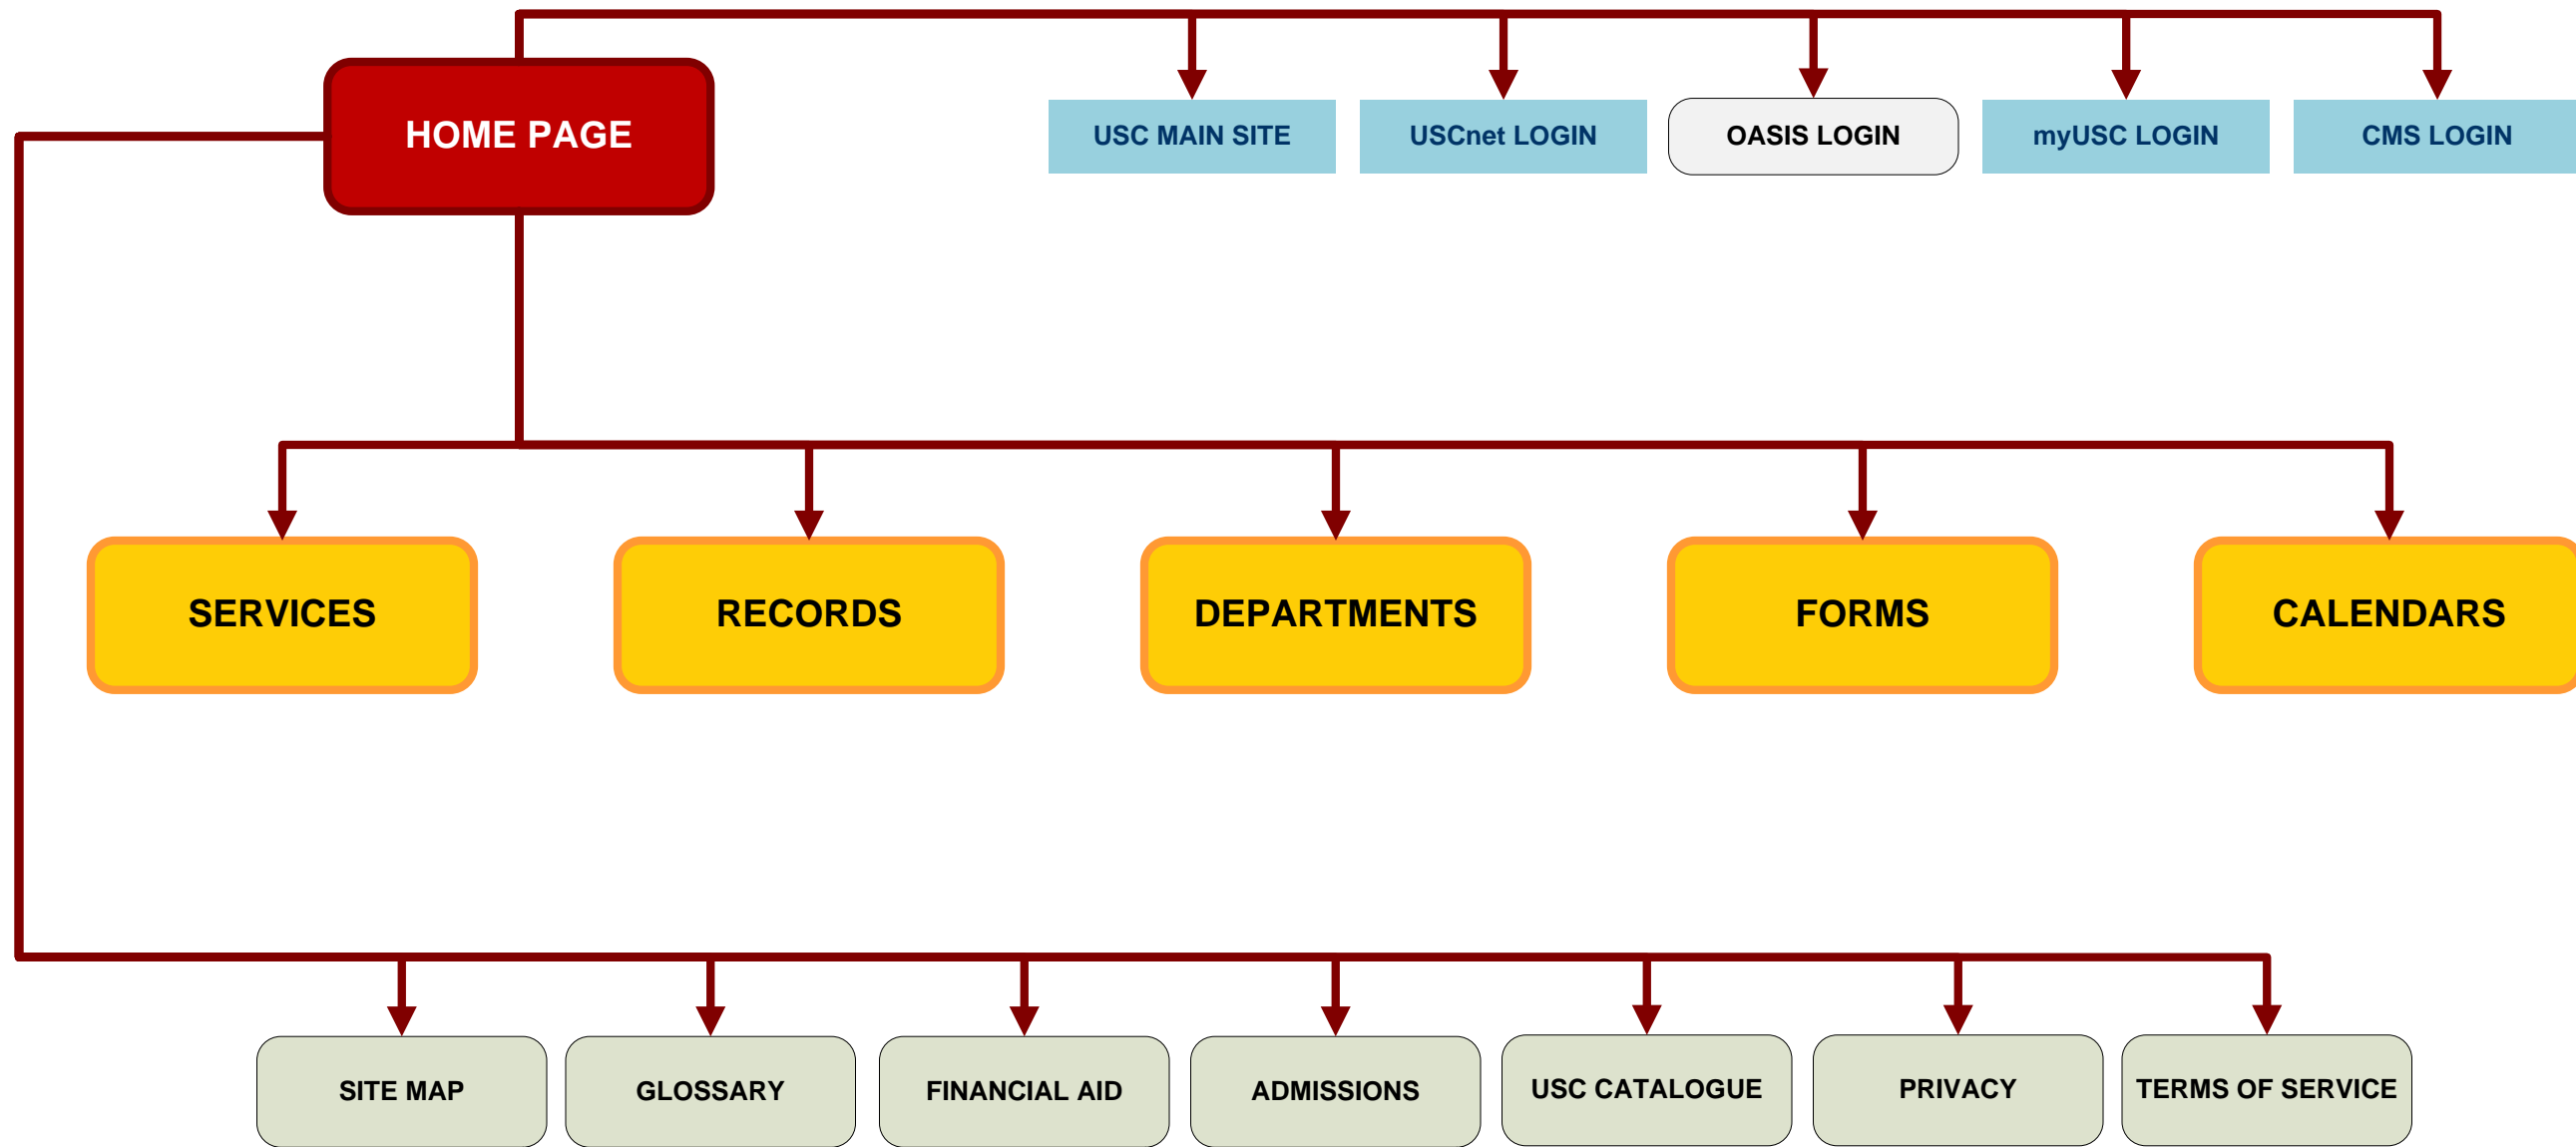 HOME PAGE
USC MAIN SITE
USCnet LOGIN
OASIS LOGIN
myUSC LOGIN
CMS LOGIN
SERVICES
RECORDS
DEPARTMENTS
FORMS
CALENDARS
SITE MAP
GLOSSARY
FINANCIAL AID
ADMISSIONS
USC CATALOGUE
PRIVACY
TERMS OF SERVICE